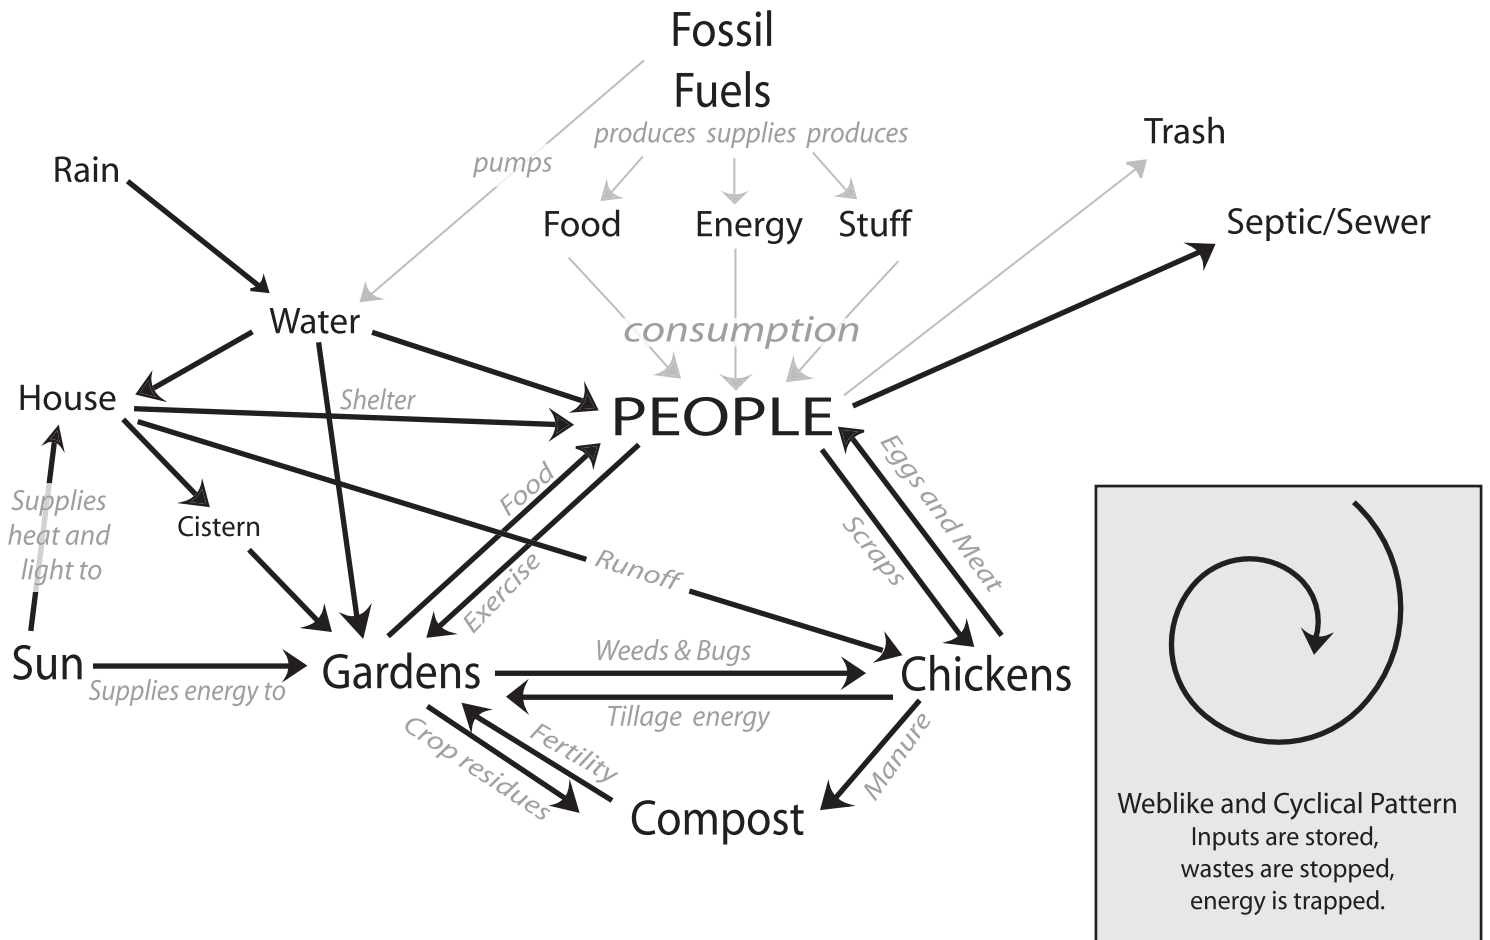 Fossil
Fuels
produces supplies produces
pumps
Trash
Rain
Food
Energy
Stuff
Septic/Sewer
Water
consumption
House
Shelter
PEOPLE
Supplies
heat and
light to
Cistern
Food
Exercise
Runoff
Scraps
Eggs and Meat
Sun
Supplies energy to
Gardens
Weeds & Bugs
Tillage energy
Chickens
Crop residues
Fertility
Manure
Compost
Weblike and Cyclical Pattern
Inputs are stored,
wastes are stopped,
energy is trapped.